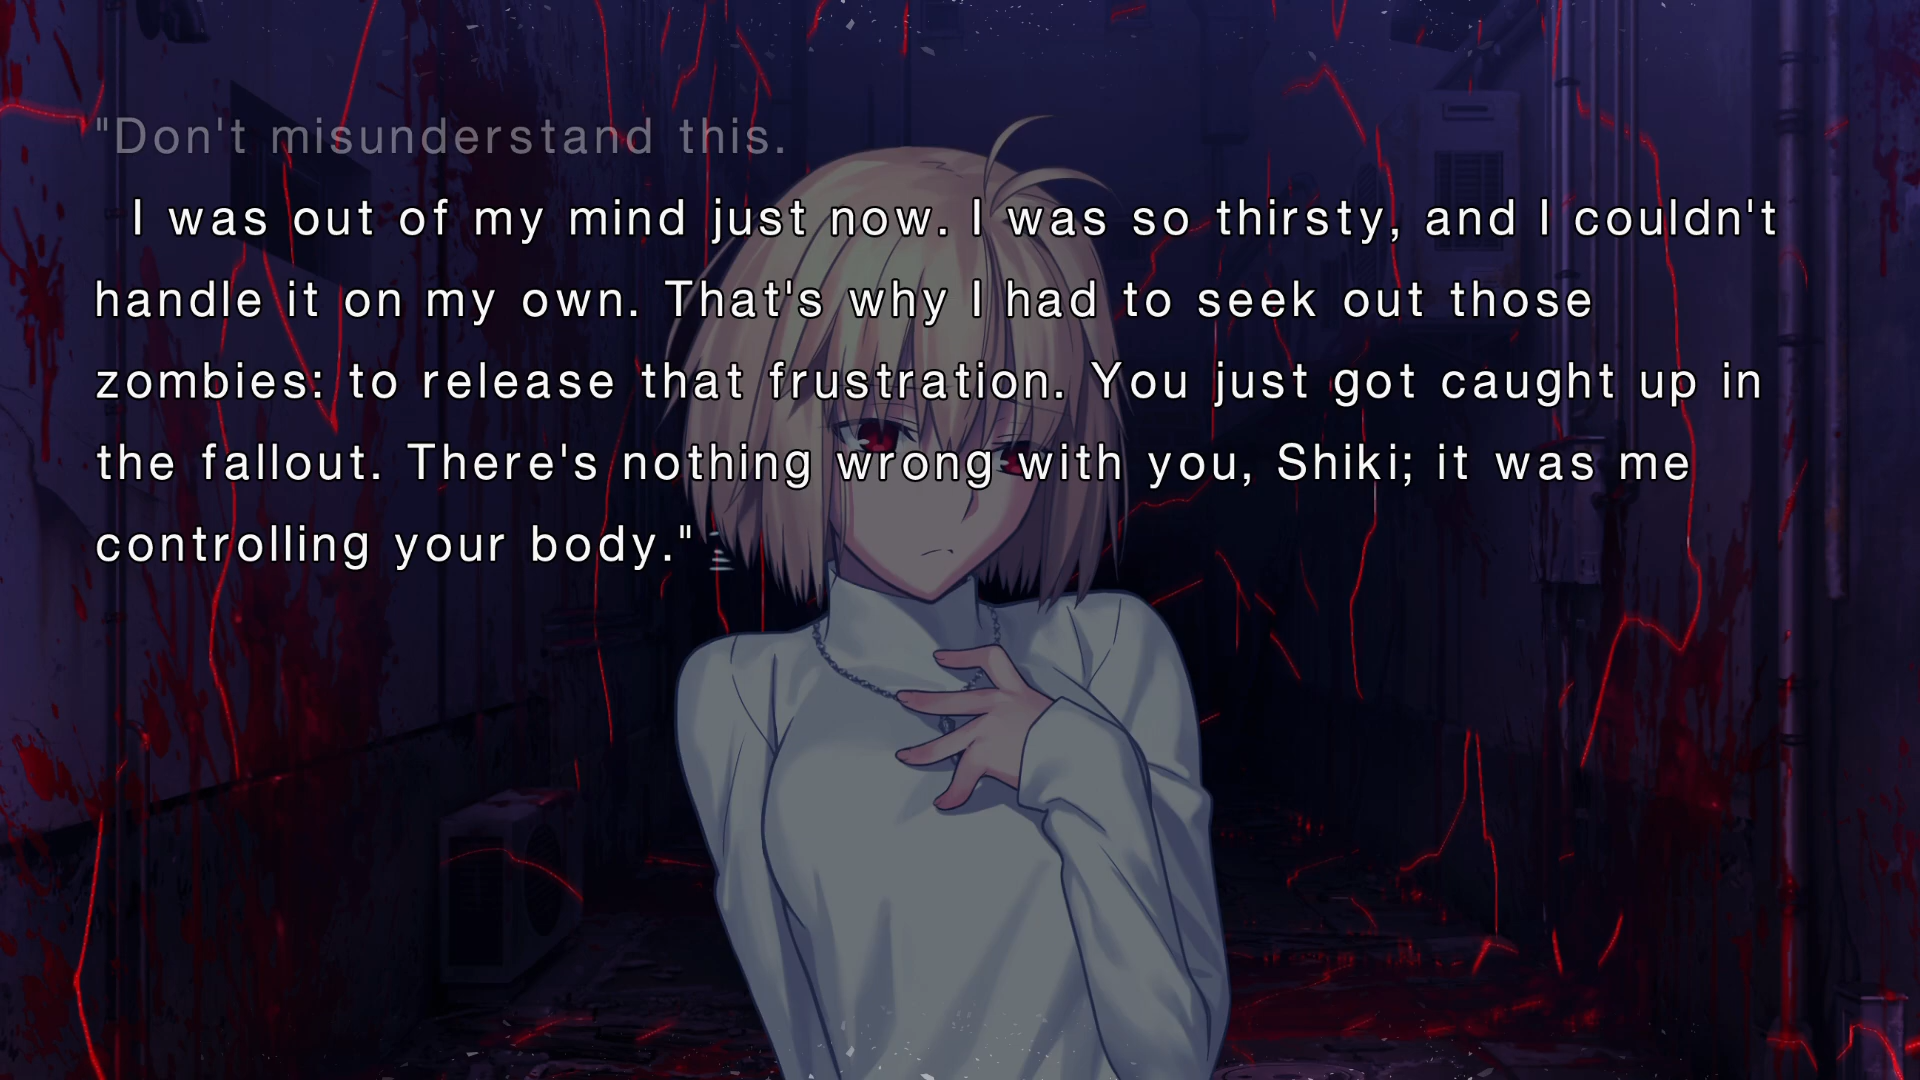 "Don't misunderstand this.
I was out of my mind just now. I was so thirsty, and I couldn't
handle it on my own. That's why I had to seek out those
zombies: to release that frustration. You just got caught up in
the fallout. There's nothing wrong with you, Shiki; it was me
controlling your body."